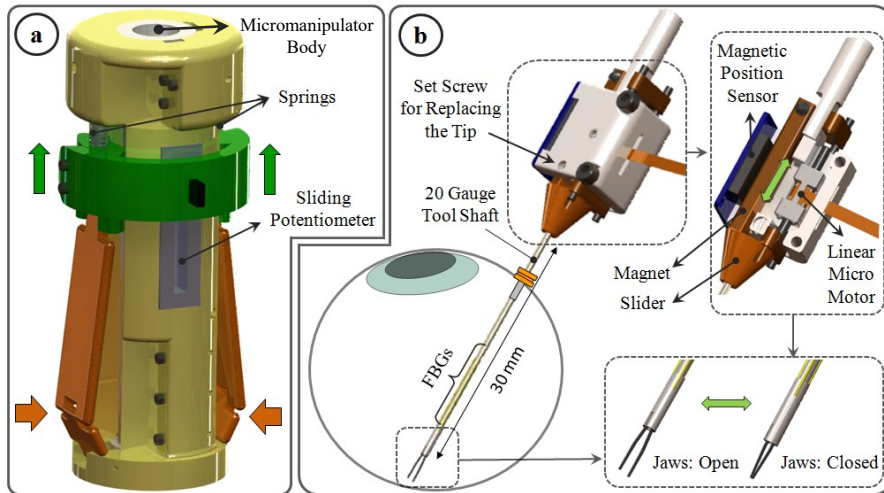 a
Micromanipulator
Body
Springs
Sliding
Potentiometer
b
Set Screw
for Replacing
the Tip
20 Gauge
Tool Shaft
FBGs
30 mm
Magnetic
Position
Sensor
Magnet
Slider
Linear
Micro
Motor
Jaws: Open
Jaws: Closed